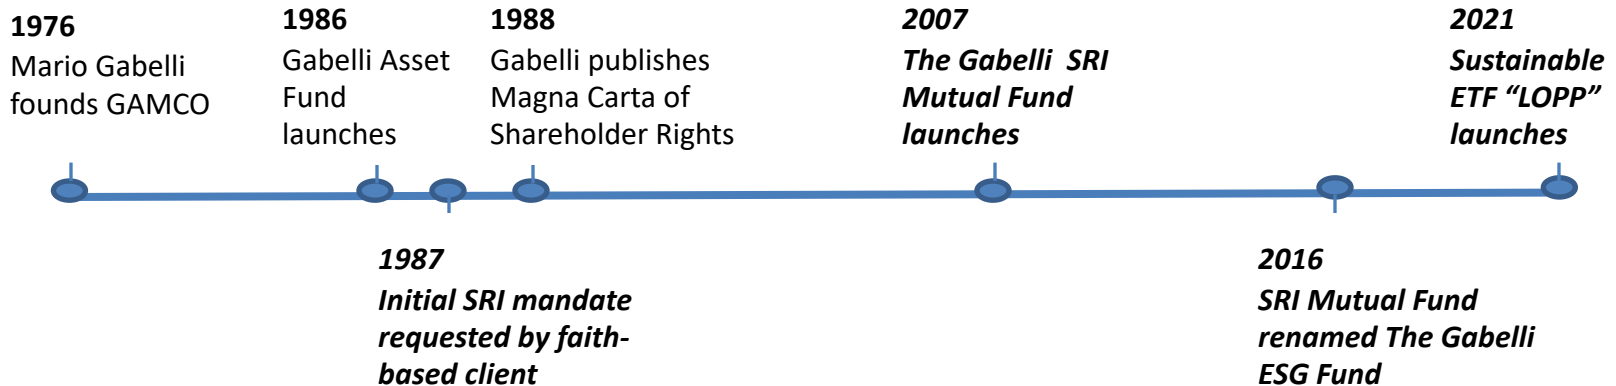 1976
Mario Gabelli
founds GAMCO
1986
Gabelli Asset
Fund
launches
1988
Gabelli publishes
Magna Carta of
Shareholder Rights
2007
The Gabelli  SRI
Mutual Fund
launches
2021
Sustainable
ETF “LOPP”
launches
1987
Initial SRI mandate
requested by faith-
based client
2016
SRI Mutual Fund
renamed The Gabelli
ESG Fund